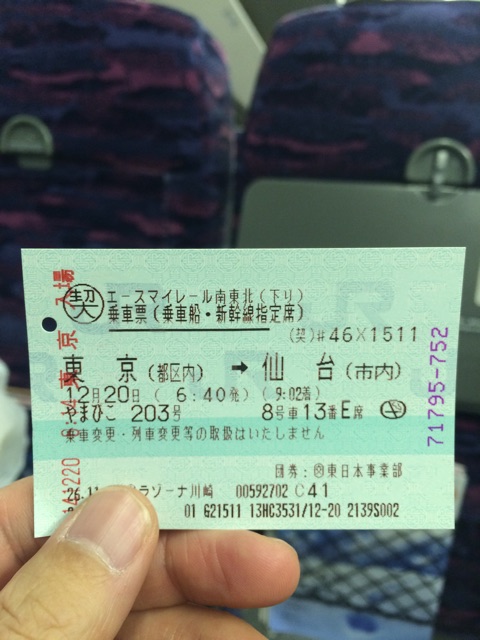 ㊝ エースマイレール南東北(下り)
乗車票(乗車船・新幹線指定席)
(契)♯46X1511
東 京(都区内) ➡ 仙 台(市内)
12月20日 (6:40発) (9:02着)
やまびこ 203号 8号車 13番E席
乗車変更・列車変更等の取扱はいたしません
団券:東日本事業部
26.11 ラゾーナ川崎 00592702 C41
01 G21511 13HC3531/12-20 2139S002
71795-752
東京 入場